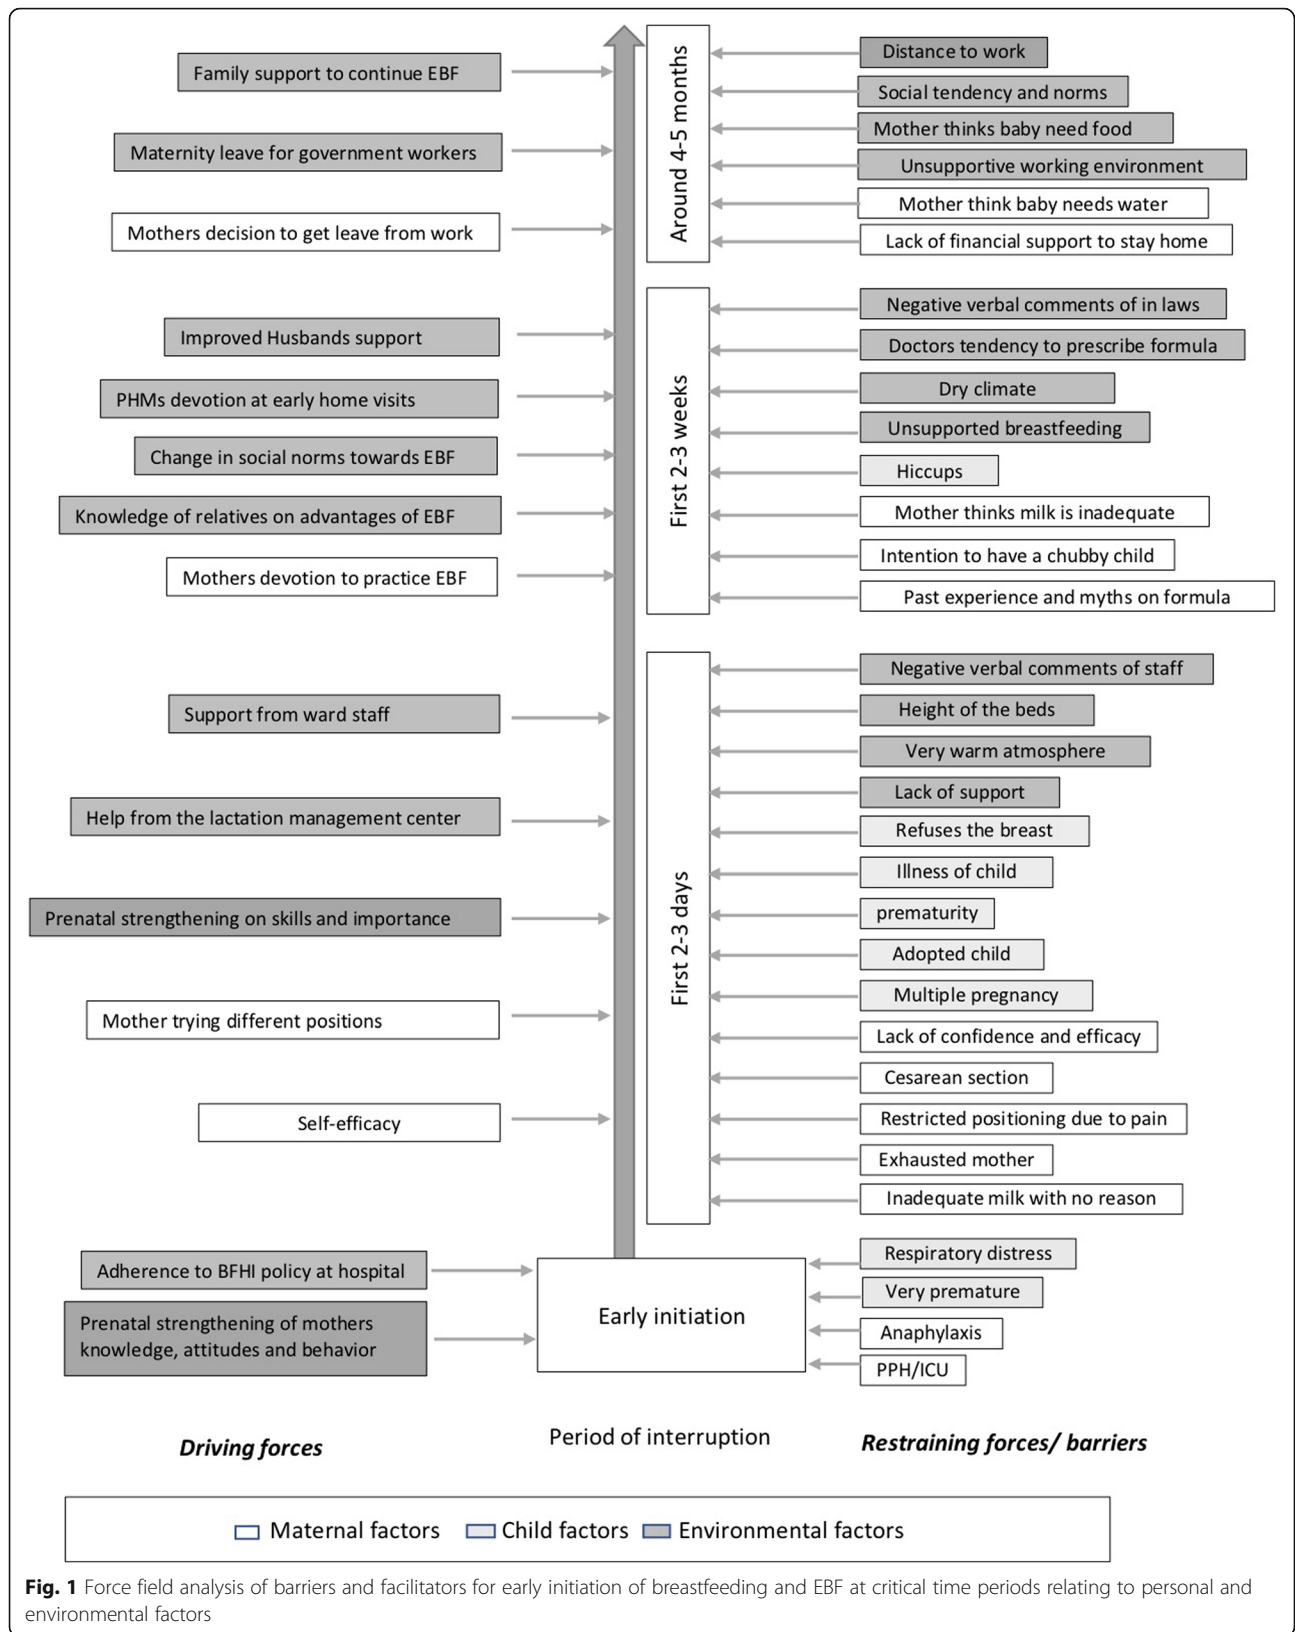 Family support to continue EBF
Maternity leave for government workers
Mothers decision to get leave from work
Around 4-5 months
Distance to work
Social tendency and norms
Mother thinks baby need food
Unsupportive working environment
Mother think baby needs water
Lack of financial support to stay home
Improved Husbands support
PHMs devotion at early home visits
Change in social norms towards EBF
Knowledge of relatives on advantages of EBF
Mothers devotion to practice EBF
First 2-3 weeks
Negative verbal comments of in laws
Doctors tendency to prescribe formula
Dry climate
Unsupported breastfeeding
Hiccups
Mother thinks milk is inadequate
Intention to have a chubby child
Past experience and myths on formula
Support from ward staff
Help from the lactation management center
Prenatal strengthening on skills and importance
Mother trying different positions
Self-efficacy
First 2-3 days
Negative verbal comments of staff
Height of the beds
Very warm atmosphere
Lack of support
Refuses the breast
Illness of child
prematurity
Adopted child
Multiple pregnancy
Lack of confidence and efficacy
Cesarean section
Restricted positioning due to pain
Exhausted mother
Inadequate milk with no reason
Adherence to BFHI policy at hospital
Prenatal strengthening of mothers
knowledge, attitudes and behavior
Early initiation
Respiratory distress
Very premature
Anaphylaxis
PPH/ICU
Driving forces
Period of interruption
Restraining forces/ barriers
Maternal factors
Child factors
Environmental factors
Fig. 1 Force field analysis of barriers and facilitators for early initiation of breastfeeding and EBF at critical time periods relating to personal and
environmental factors